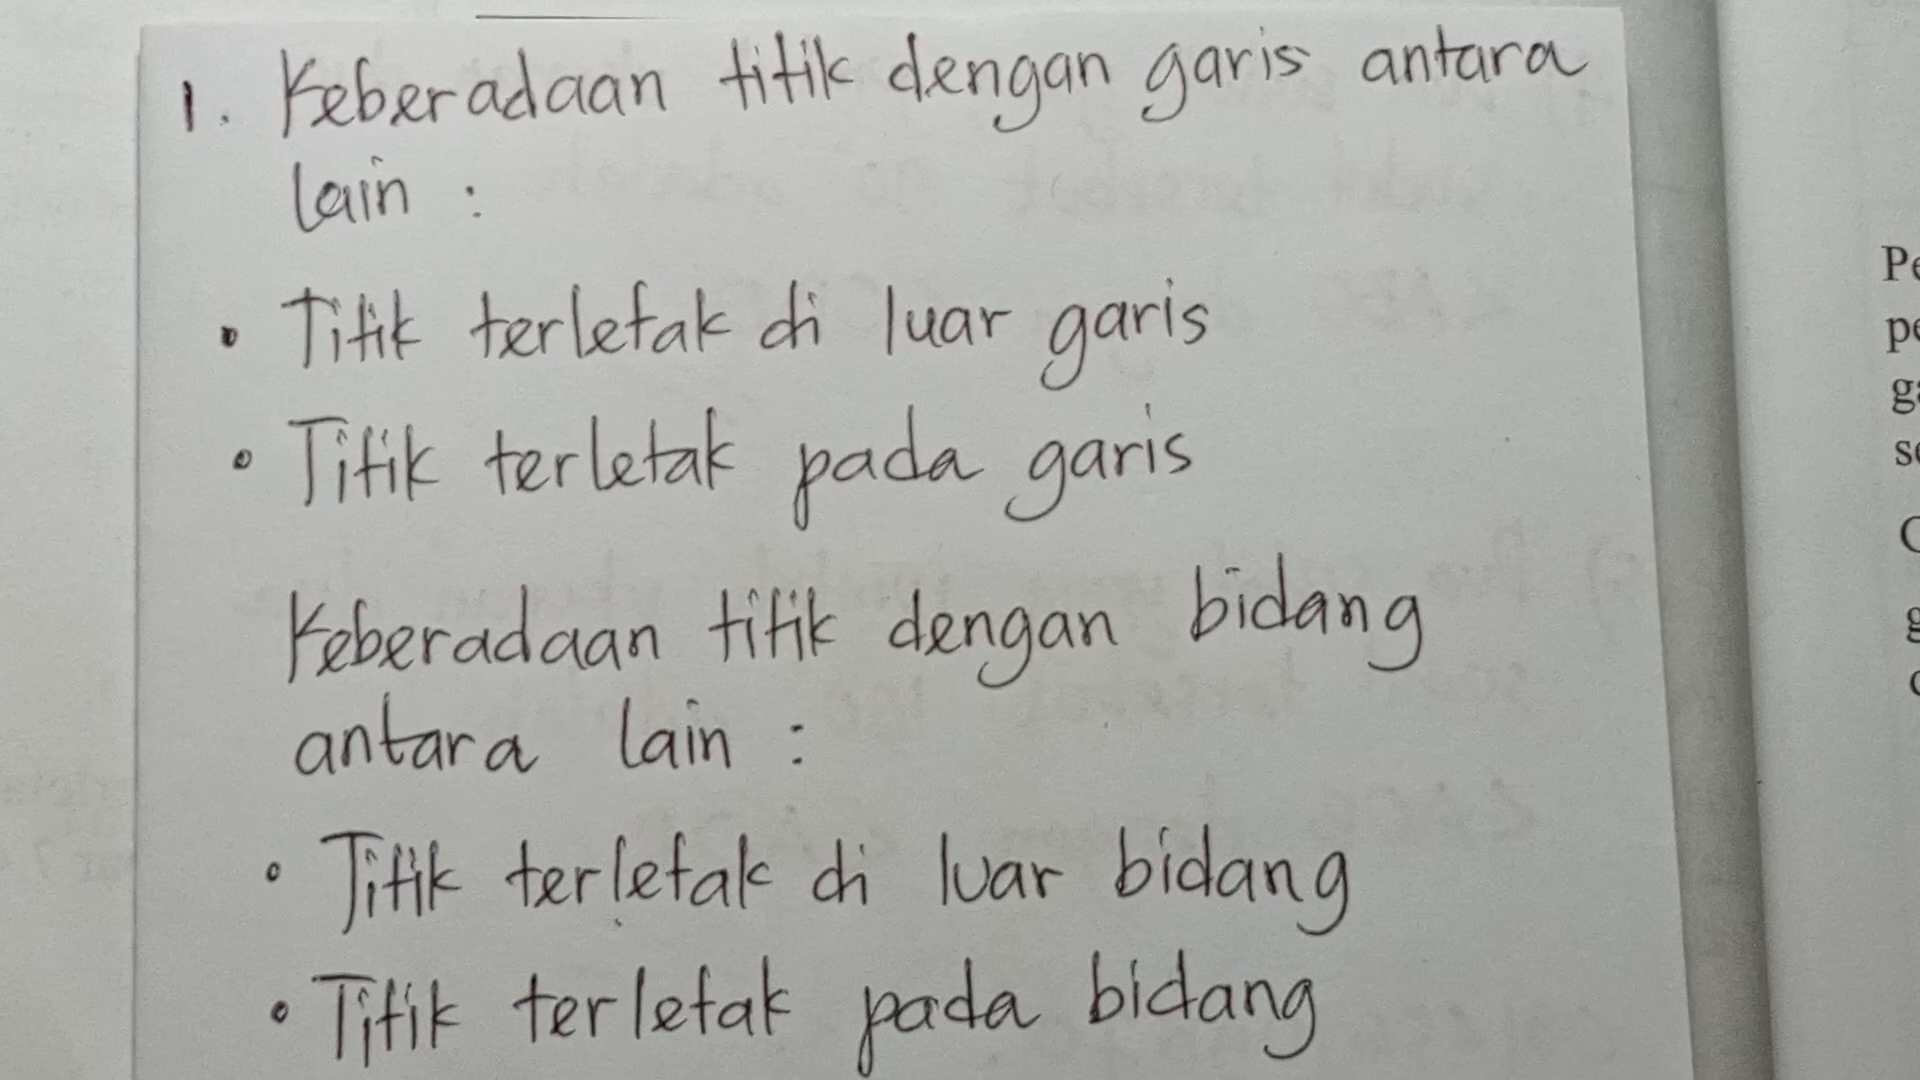 1. Keberadaan titik dengan garis antara
lain :
• Titik terletak di luar garis
• Titik terletak pada garis
Keberadaan titik dengan bidang
antara lain :
• Titik terletak di luar bidang
• Titik terletak pada bidang